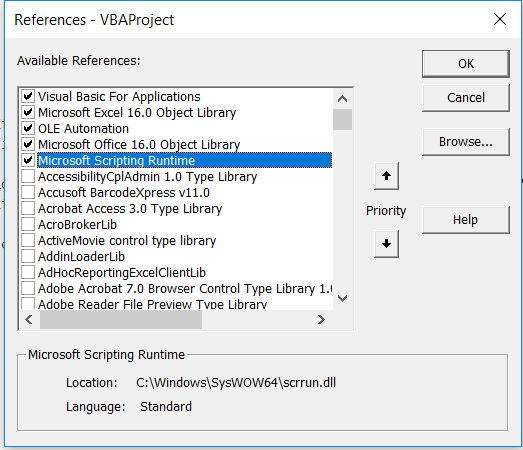 References - VBAProject
Available References:
OK
Visual Basic For Applications
Microsoft Excel 16.0 Object Library
OLE Automation
Microsoft Office 16.0 Object Library
Microsoft Scripting Runtime
AccessibilityCplAdmin 1.0 Type Library
Accusoft BarcodeXpress v11.0
Acrobat Access 3.0 Type Library
AcroBrokerLib
ActiveMovie control type library
AddinLoaderLib
AdHocReportingExcelClientLib
Adobe Acrobat 7.0 Browser Control Type Library 1.0
Adobe Reader File Preview Type Library
Cancel
Browse...
Priority
Help
Microsoft Scripting Runtime
Location: C:\Windows\SysWOW64\scrrun.dll
Language: Standard